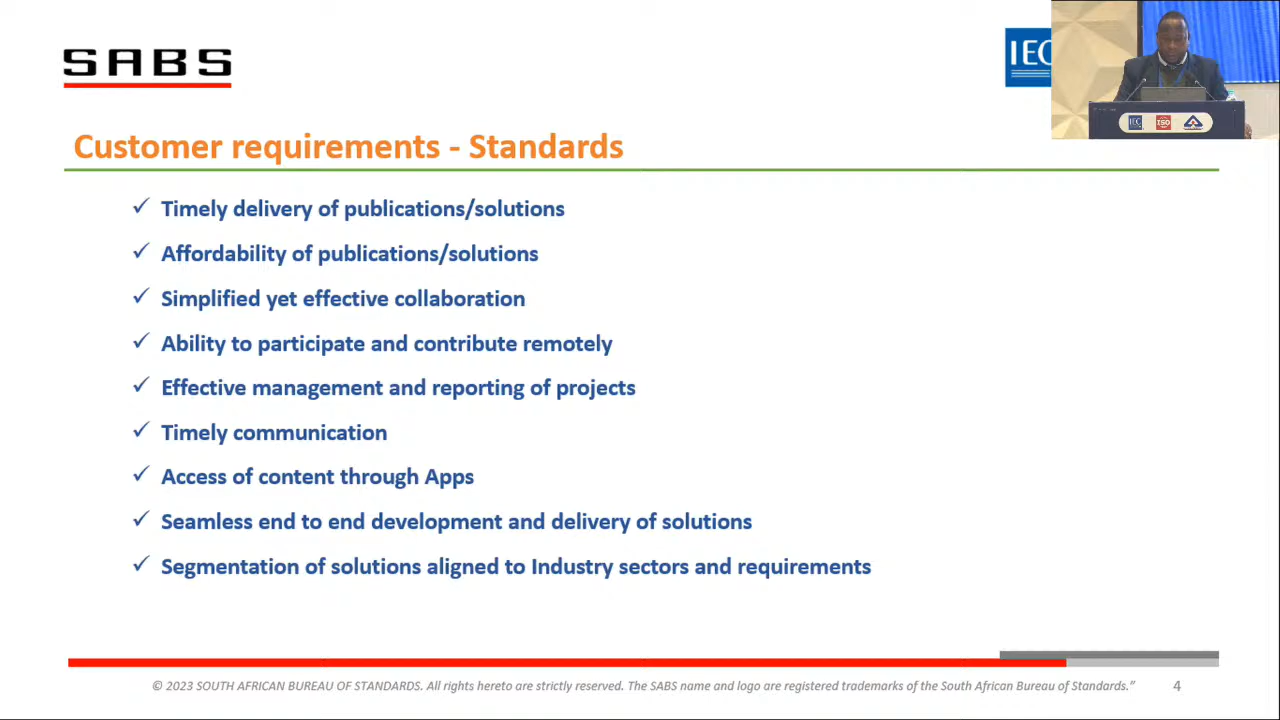 SABS
IEC
IEC
ISO
Customer requirements - Standards
✓ Timely delivery of publications/solutions
✓ Affordability of publications/solutions
✓ Simplified yet effective collaboration
✓ Ability to participate and contribute remotely
✓ Effective management and reporting of projects
✓ Timely communication
✓ Access of content through Apps
✓ Seamless end to end development and delivery of solutions
✓ Segmentation of solutions aligned to Industry sectors and requirements
© 2023 SOUTH AFRICAN BUREAU OF STANDARDS. All rights hereto are strictly reserved. The SABS name and logo are registered trademarks of the South African Bureau of Standards.” 4